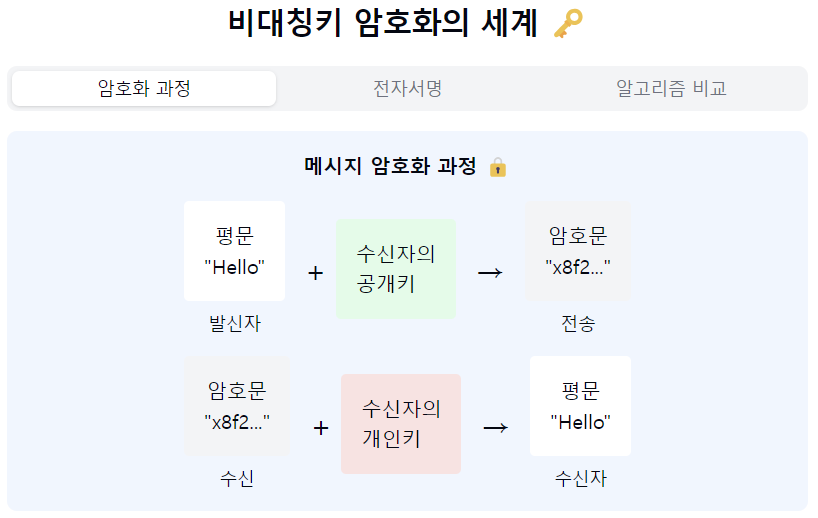 비대칭키 암호화의 세계 🔑
암호화 과정
전자서명
알고리즘 비교
메시지 암호화 과정 🔒
평문
"Hello"
발신자
+
수신자의
공개키
→
암호문
"x8f2..."
전송
암호문
"x8f2..."
수신
+
수신자의
개인키
→
평문
"Hello"
수신자